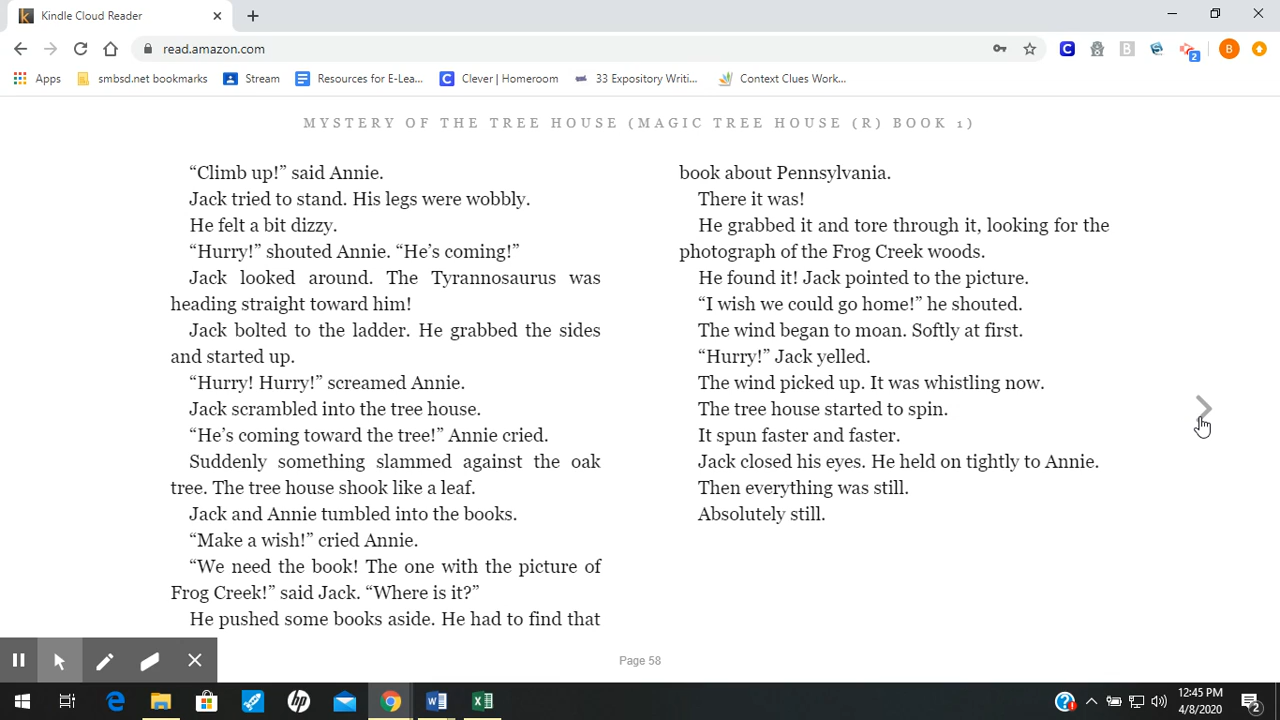 Kindle Cloud Reader
read.amazon.com
2
B
Apps
smbsd.net bookmarks
Stream
Resources for E-Lea...
Clever | Homeroom
33 Expository Writi...
Context Clues Work...
MYSTERY OF THE TREE HOUSE (MAGIC TREE HOUSE (R) BOOK 1)
“Climb up!” said Annie.
Jack tried to stand. His legs were wobbly.
He felt a bit dizzy.
“Hurry!” shouted Annie. “He’s coming!”
Jack looked around. The Tyrannosaurus was
heading straight toward him!
Jack bolted to the ladder. He grabbed the sides
and started up.
“Hurry! Hurry!” screamed Annie.
Jack scrambled into the tree house.
“He’s coming toward the tree!” Annie cried.
Suddenly something slammed against the oak
tree. The tree house shook like a leaf.
Jack and Annie tumbled into the books.
“Make a wish!” cried Annie.
“We need the book! The one with the picture of
Frog Creek!” said Jack. “Where is it?”
He pushed some books aside. He had to find that
book about Pennsylvania.
There it was!
He grabbed it and tore through it, looking for the
photograph of the Frog Creek woods.
He found it! Jack pointed to the picture.
“I wish we could go home!” he shouted.
The wind began to moan. Softly at first.
“Hurry!” Jack yelled.
The wind picked up. It was whistling now.
The tree house started to spin.
It spun faster and faster.
Jack closed his eyes. He held on tightly to Annie.
Then everything was still.
Absolutely still.
Page 58
12:45 PM
4/8/2020
2